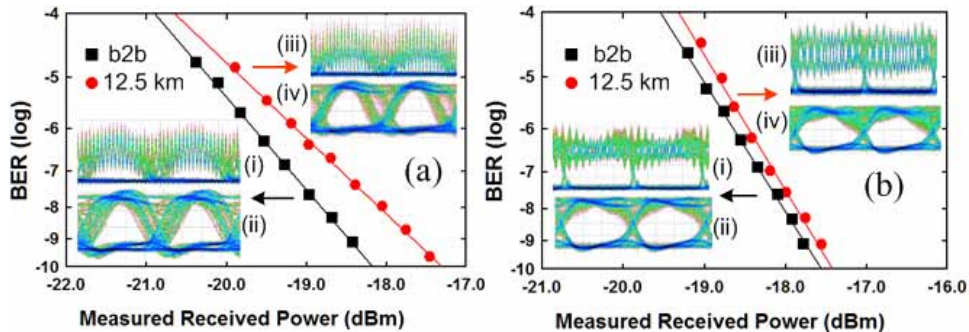 -4
-5
-6
-7
-8
-9
-10
BER (log)
b2b
12.5 km
(iii)
(iv)
(i)
(ii)
(a)
-22.0 -21.0 -20.0 -19.0 -18.0 -17.0
Measured Received Power (dBm)
-4
-5
-6
-7
-8
-9
-10
BER (log)
b2b
12.5 km
(iii)
(iv)
(i)
(ii)
(b)
-21.0 -20.0 -19.0 -18.0 -17.0 -16.0
Measured Received Power (dBm)